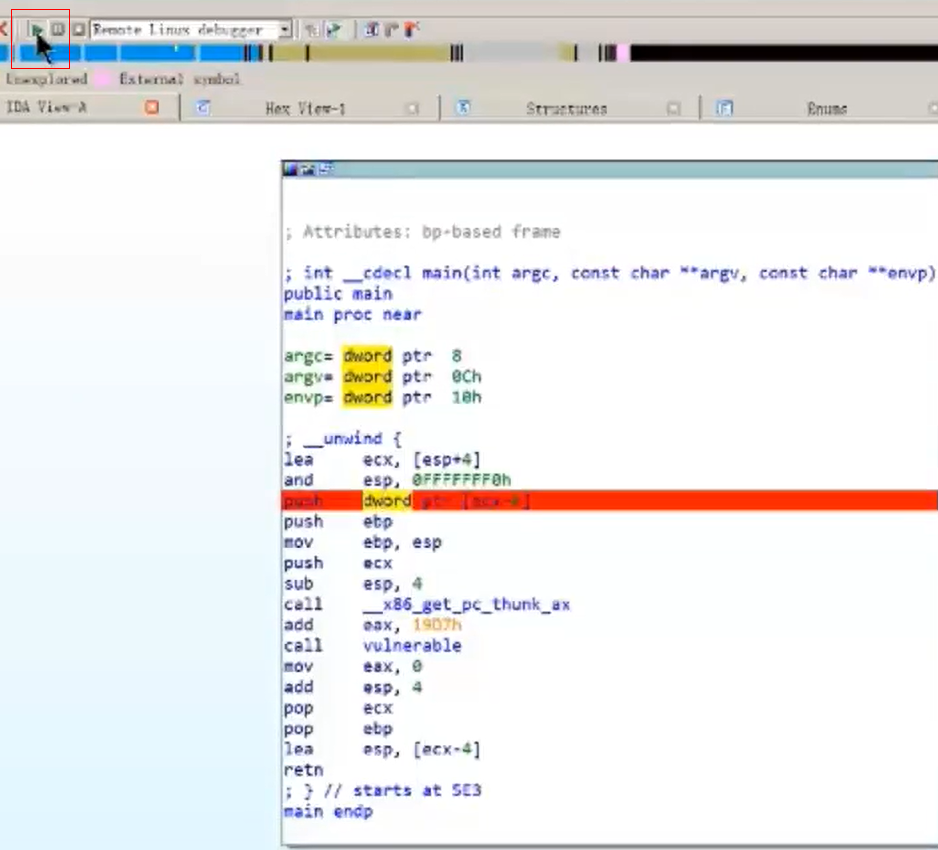 Remote Linux debugger
Unexplored External symbol
IDA View-A Hex View-1 Structures Enums
; Attributes: bp-based frame
; int __cdecl main(int argc, const char **argv, const char **envp)
public main
main proc near
argc= dword ptr 8
argv= dword ptr 0Ch
envp= dword ptr 10h
; __unwind {
lea ecx, [esp+4]
and esp, 0FFFFFFF0h
push dword ptr [ecx-4]
push ebp
mov ebp, esp
push ecx
sub esp, 4
call __x86_get_pc_thunk_ax
add eax, 19D7h
call vulnerable
mov eax, 0
add esp, 4
pop ecx
pop ebp
lea esp, [ecx-4]
retn
; } // starts at 5E3
main endp